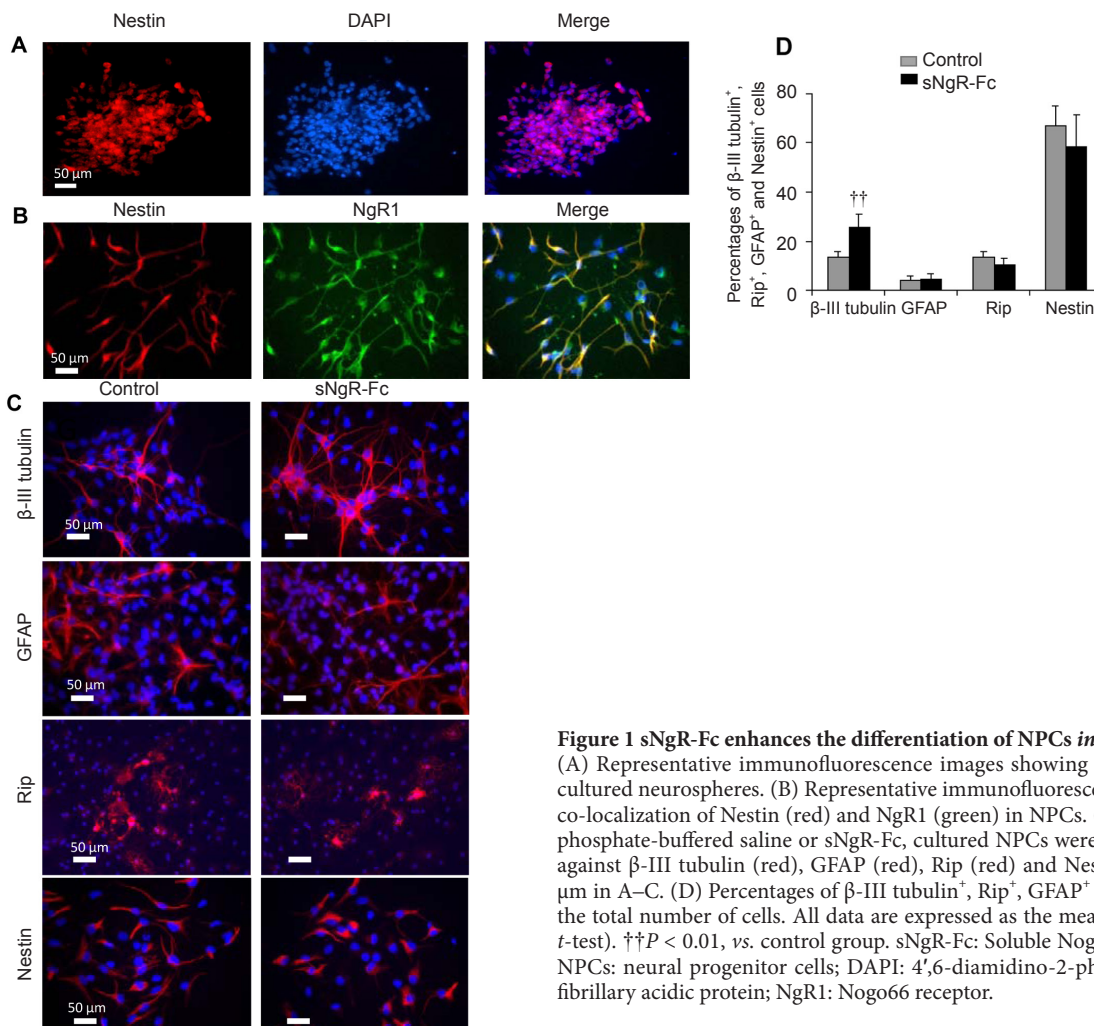 Nestin DAPI Merge
A
50 µm
Nestin NgR1 Merge
B
50 µm
Control sNgR-Fc
C
β-III tubulin
50 µm
GFAP
50 µm
Rip
50 µm
Nestin
50 µm
D
Control
sNgR-Fc
Percentages of β-III tubulin⁺,
Rip⁺, GFAP⁺ and Nestin⁺ cells
80
60
40
20
0
††
β-III tubulin GFAP Rip Nestin
Figure 1 sNgR-Fc enhances the differentiation of NPCs in
(A) Representative immunofluorescence images showing
cultured neurospheres. (B) Representative immunofluoresc
co-localization of Nestin (red) and NgR1 (green) in NPCs.
phosphate-buffered saline or sNgR-Fc, cultured NPCs were
against β-III tubulin (red), GFAP (red), Rip (red) and Nes
µm in A–C. (D) Percentages of β-III tubulin⁺, Rip⁺, GFAP⁺
the total number of cells. All data are expressed as the mea
t-test). ††P < 0.01, vs. control group. sNgR-Fc: Soluble Nog
NPCs: neural progenitor cells; DAPI: 4′,6-diamidino-2-ph
fibrillary acidic protein; NgR1: Nogo66 receptor.